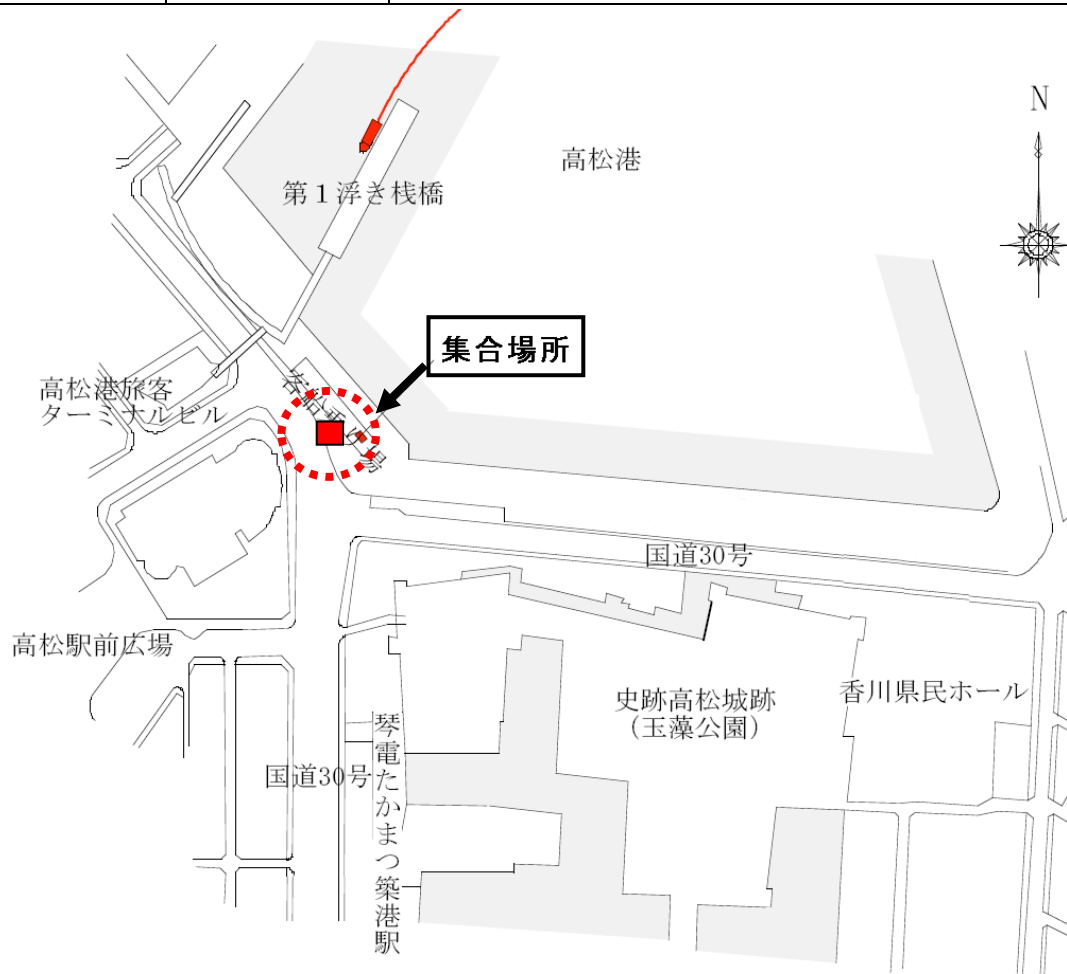 N
高松港
第１浮き桟橋
集合場所
高松港旅客
ターミナルビル
国道30号
高松駅前広場
史跡高松城跡
（玉藻公園）
香川県民ホール
国道30号
琴電たかまつ築港駅